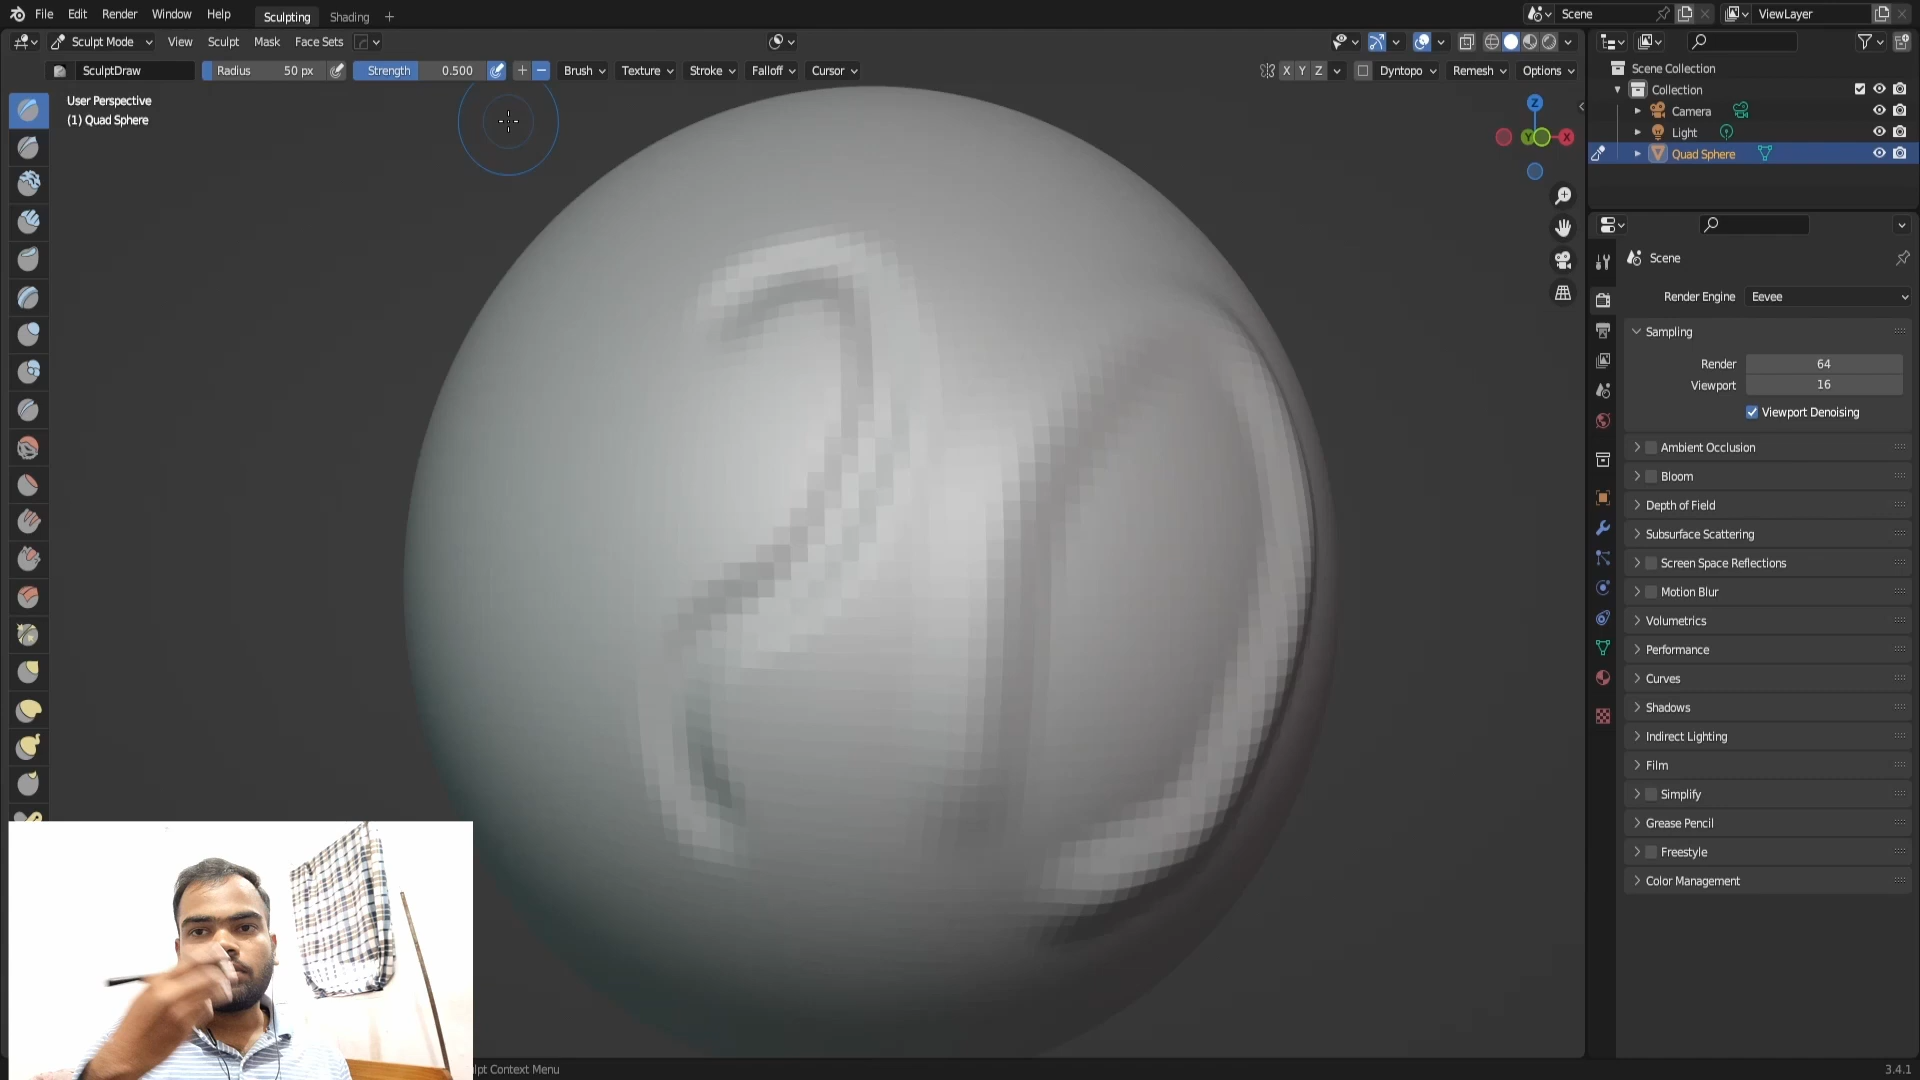 File Edit Render Window Help Sculpting Shading + Scene ViewLayer
Sculpt Mode View Sculpt Mask Face Sets
SculptDraw Radius 50 px Strength 0.500 Brush Texture Stroke Falloff Cursor X Y Z Dyntopo Remesh Options
User Perspective
(1) Quad Sphere
Z
Y
X
Scene Collection
Collection
Camera
Light
Quad Sphere
Scene
Render Engine Eevee
Sampling
Render 64
Viewport 16
Viewport Denoising
Ambient Occlusion
Bloom
Depth of Field
Subsurface Scattering
Screen Space Reflections
Motion Blur
Volumetrics
Performance
Curves
Shadows
Indirect Lighting
Film
Simplify
Grease Pencil
Freestyle
Color Management
lpt Context Menu
3.4.1